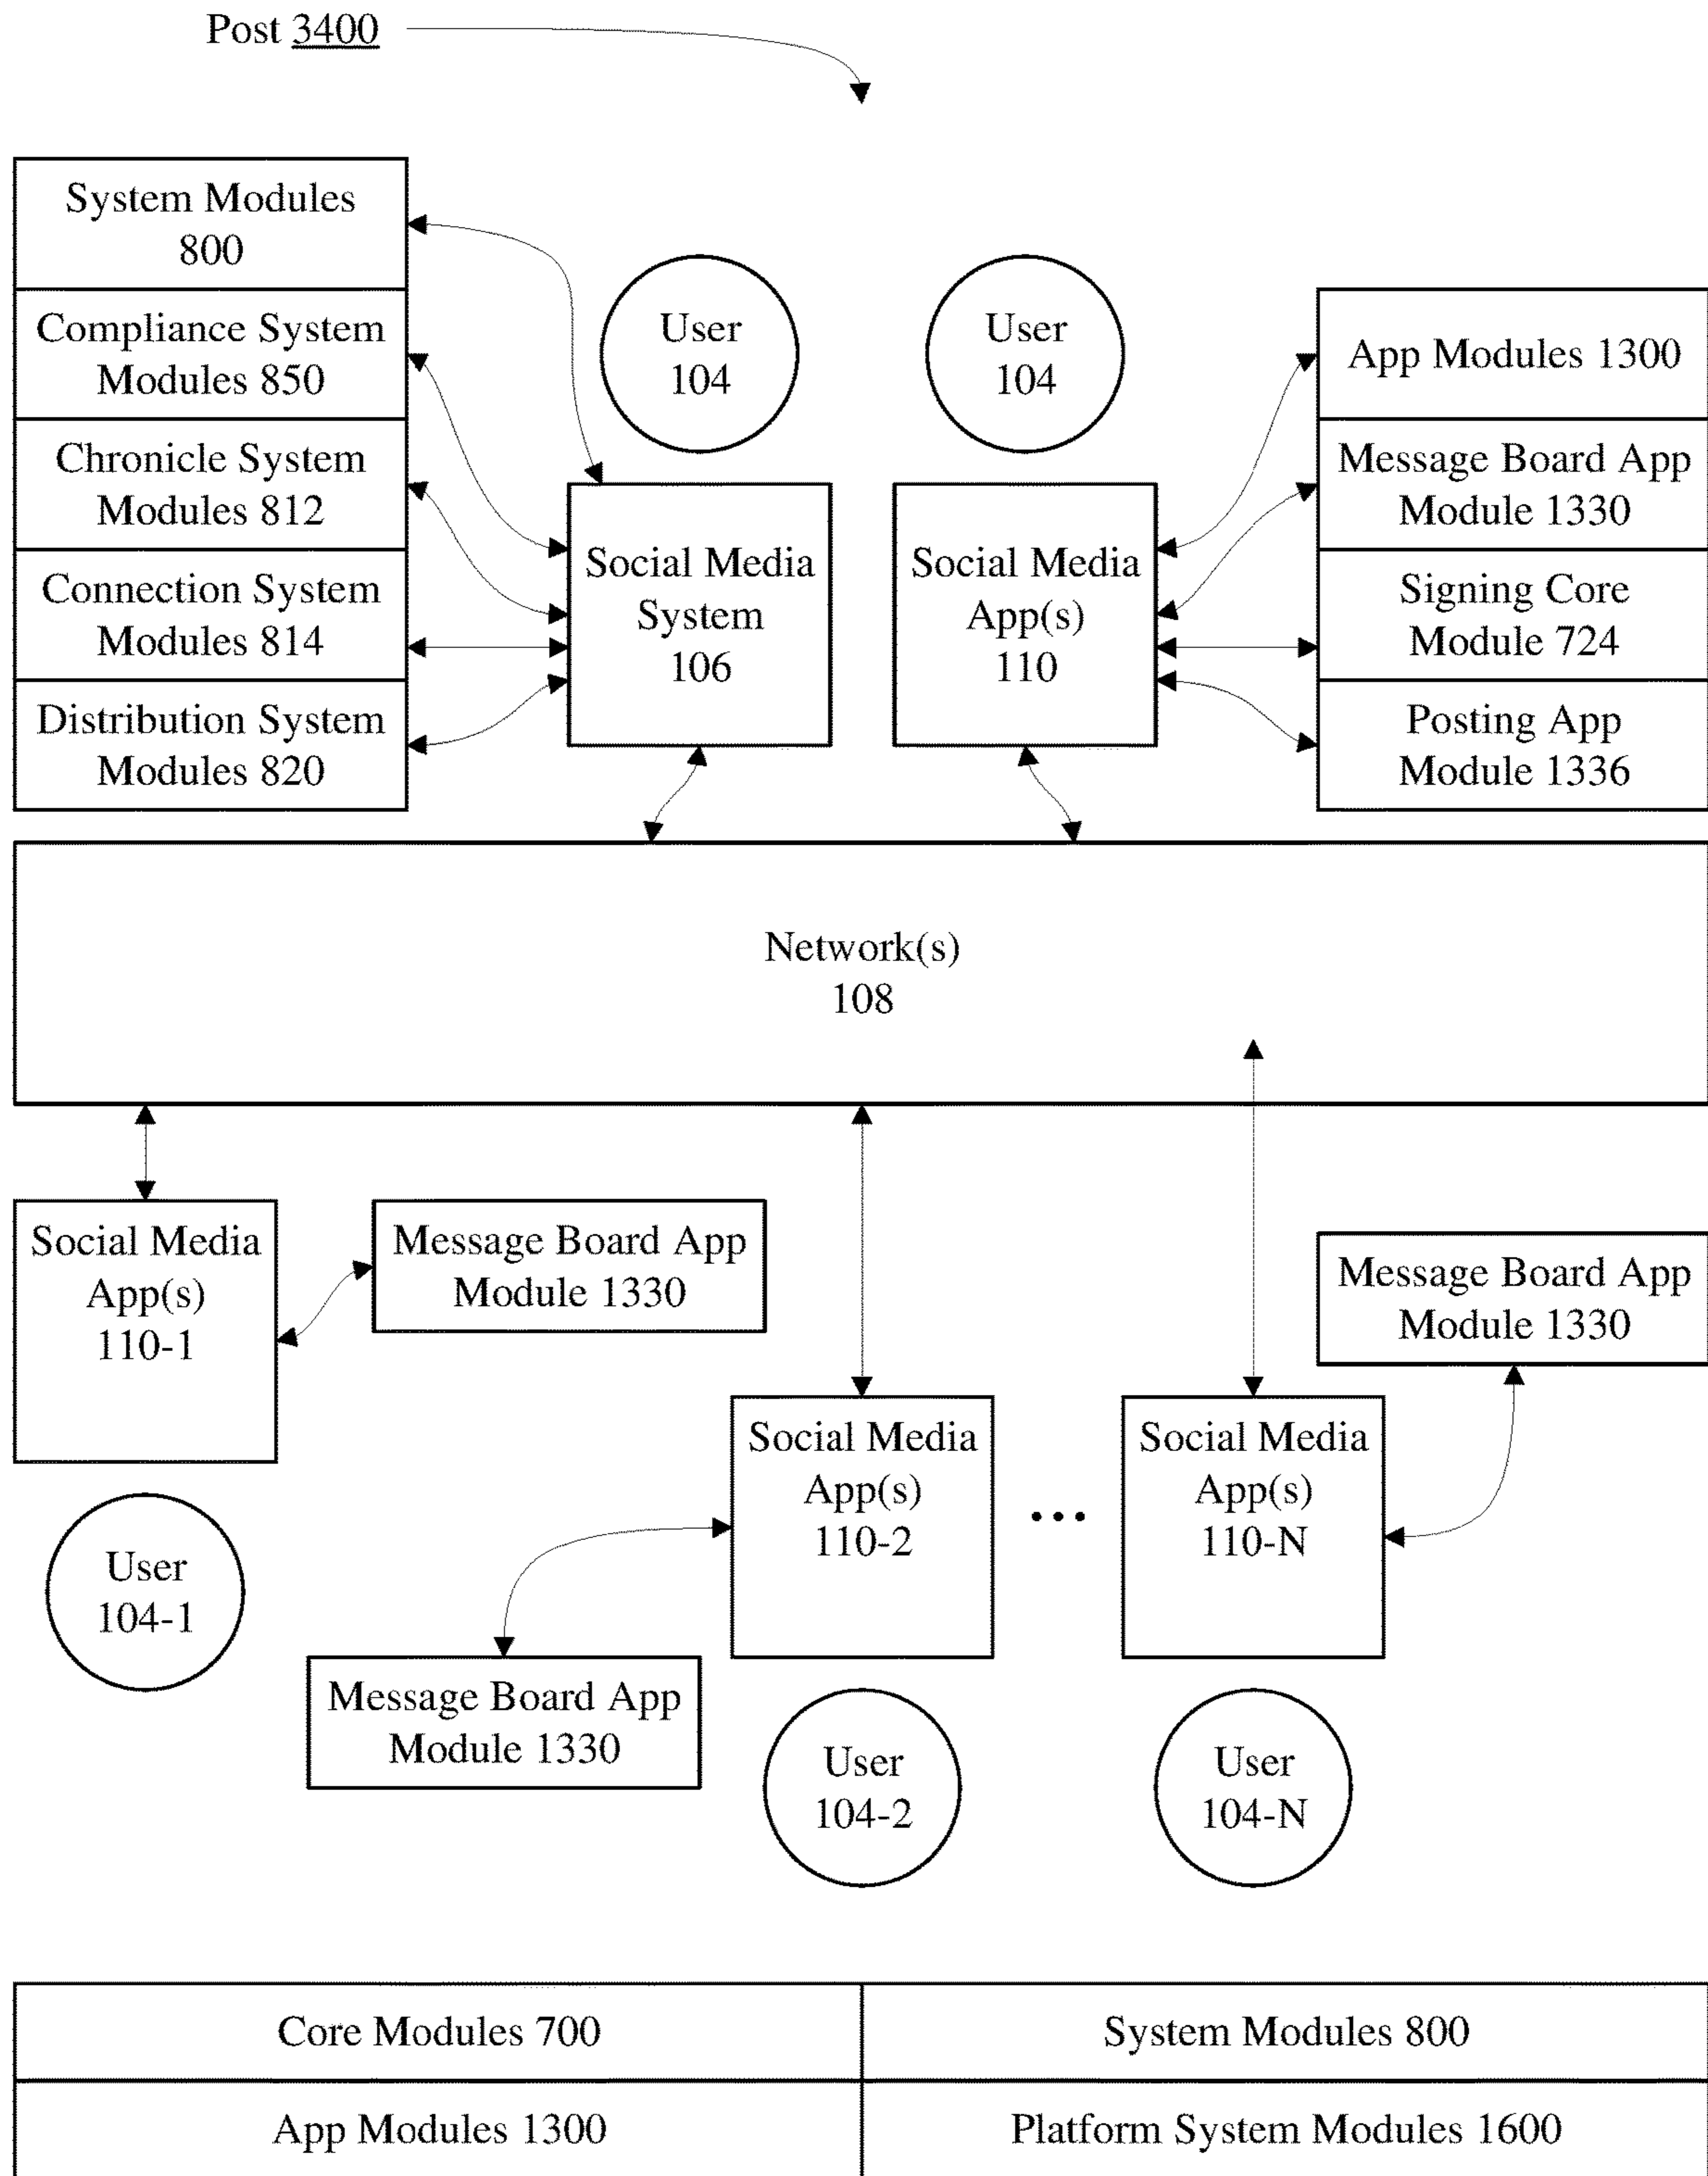 Post 3400
System Modules
800
Compliance System
Modules 850
Chronicle System
Modules 812
Connection System
Modules 814
Distribution System
Modules 820
User
104
Social Media
System
106
User
104
Social Media
App(s)
110
App Modules 1300
Message Board App
Module 1330
Signing Core
Module 724
Posting App
Module 1336
Network(s)
108
Social Media
App(s)
110-1
Message Board App
Module 1330
User
104-1
Social Media
App(s)
110-2
Message Board App
Module 1330
User
104-2
...
Social Media
App(s)
110-N
Message Board App
Module 1330
User
104-N
Core Modules 700
System Modules 800
App Modules 1300
Platform System Modules 1600